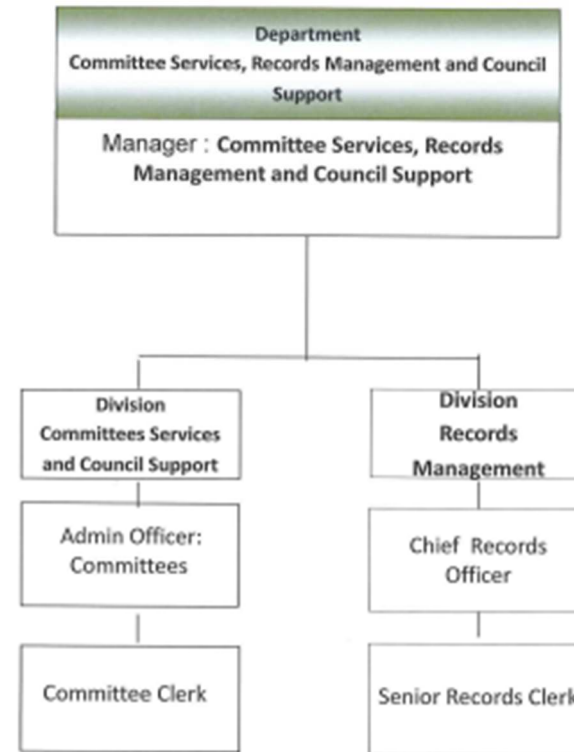 Department
Committee Services, Records Management and Council
Support
Manager : Committee Services, Records
Management and Council Support
Division
Committees Services
and Council Support
Division
Records
Management
Admin Officer:
Committees
Chief Records
Officer
Committee Clerk
Senior Records Clerk